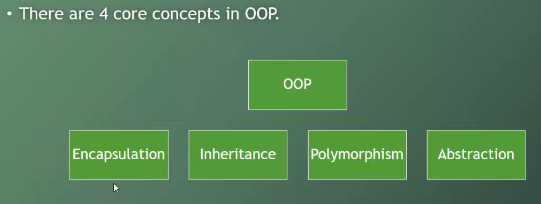 • There are 4 core concepts in OOP.
OOP
Encapsulation Inheritance Polymorphism Abstraction